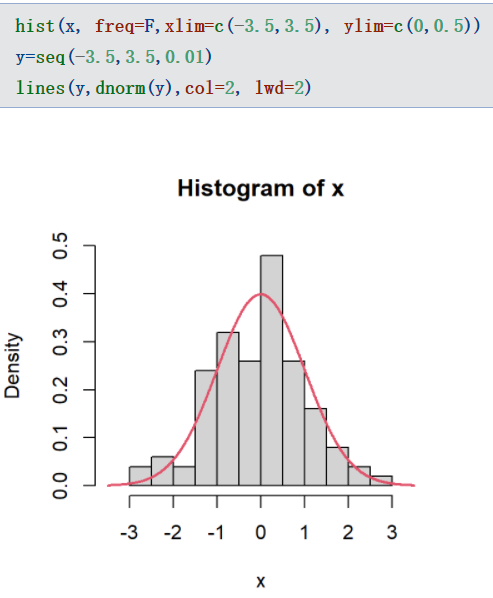 hist(x, freq=F,xlim=c(-3.5,3.5), ylim=c(0,0.5))
y=seq(-3.5,3.5,0.01)
lines(y,dnorm(y),col=2, lwd=2)
Histogram of x
Density
0.5
0.4
0.3
0.2
0.1
0.0
-3 -2 -1 0 1 2 3
x